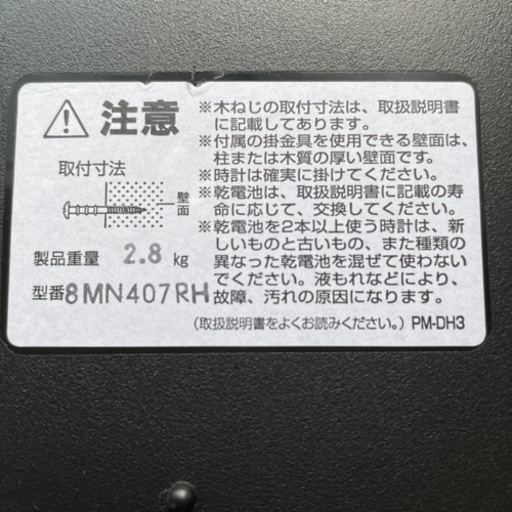 注意
取付寸法
壁面
製品重量 2.8 kg
型番8MN407RH
※木ねじの取付寸法は、取扱説明書
に記載してあります。
※付属の掛金具を使用できる壁面は、
柱または木質の厚い壁面です。
※時計は確実に掛けてください。
※乾電池は、取扱説明書に記載の寿
命に応じて、交換してください。
※乾電池を2本以上使う時計は、新
しいものと古いもの、また種類の
異なった乾電池を混ぜて使わない
でください。液もれなどにより、
故障、汚れの原因になります。
(取扱説明書をよくお読みください。) PM-DH3